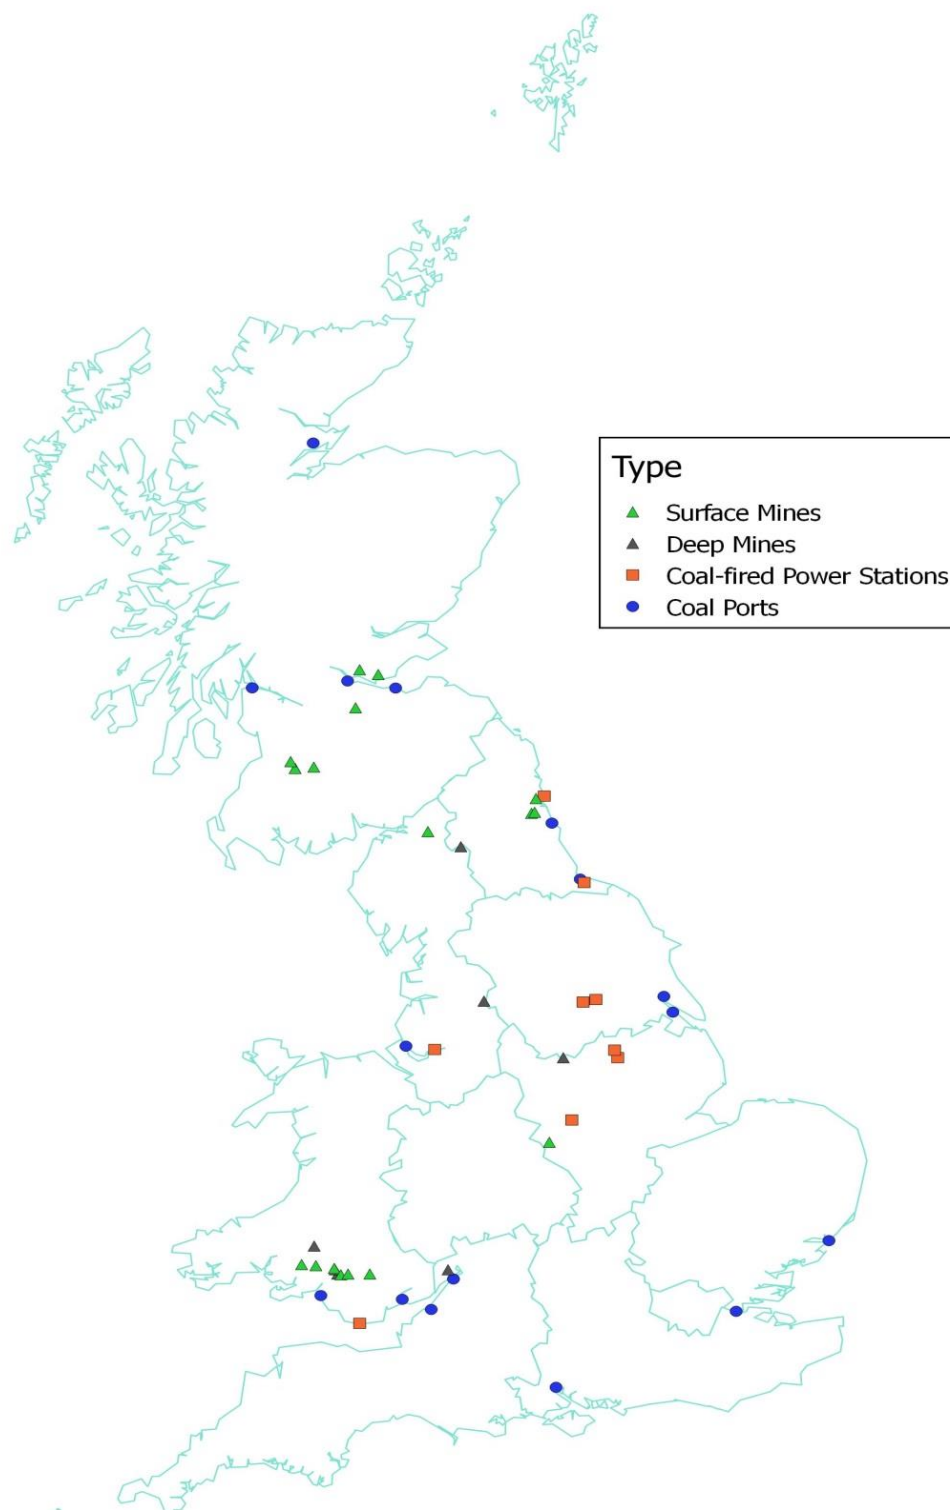 Type
Surface Mines
Deep Mines
Coal-fired Power Stations
Coal Ports